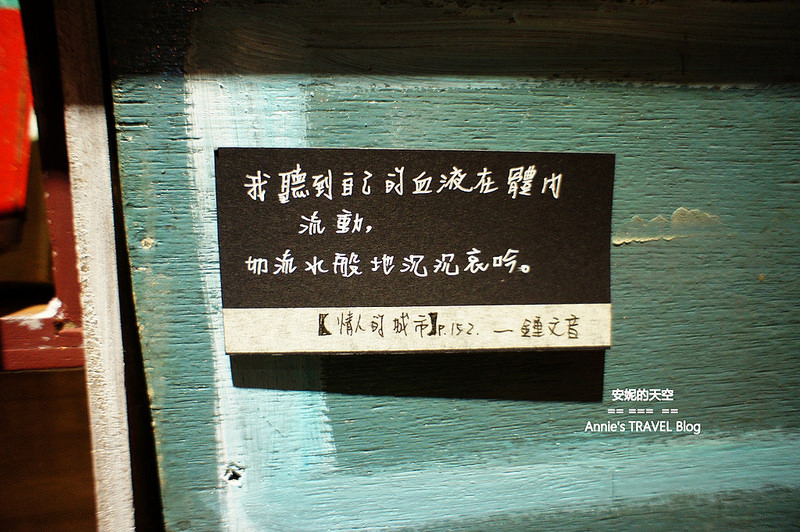 我聽到自己的血液在體內
流動,
如流水般地沉沉哀吟。
【情人的城市】P.152. — 鍾文音
安妮的天空
== === ==
Annie's TRAVEL Blog